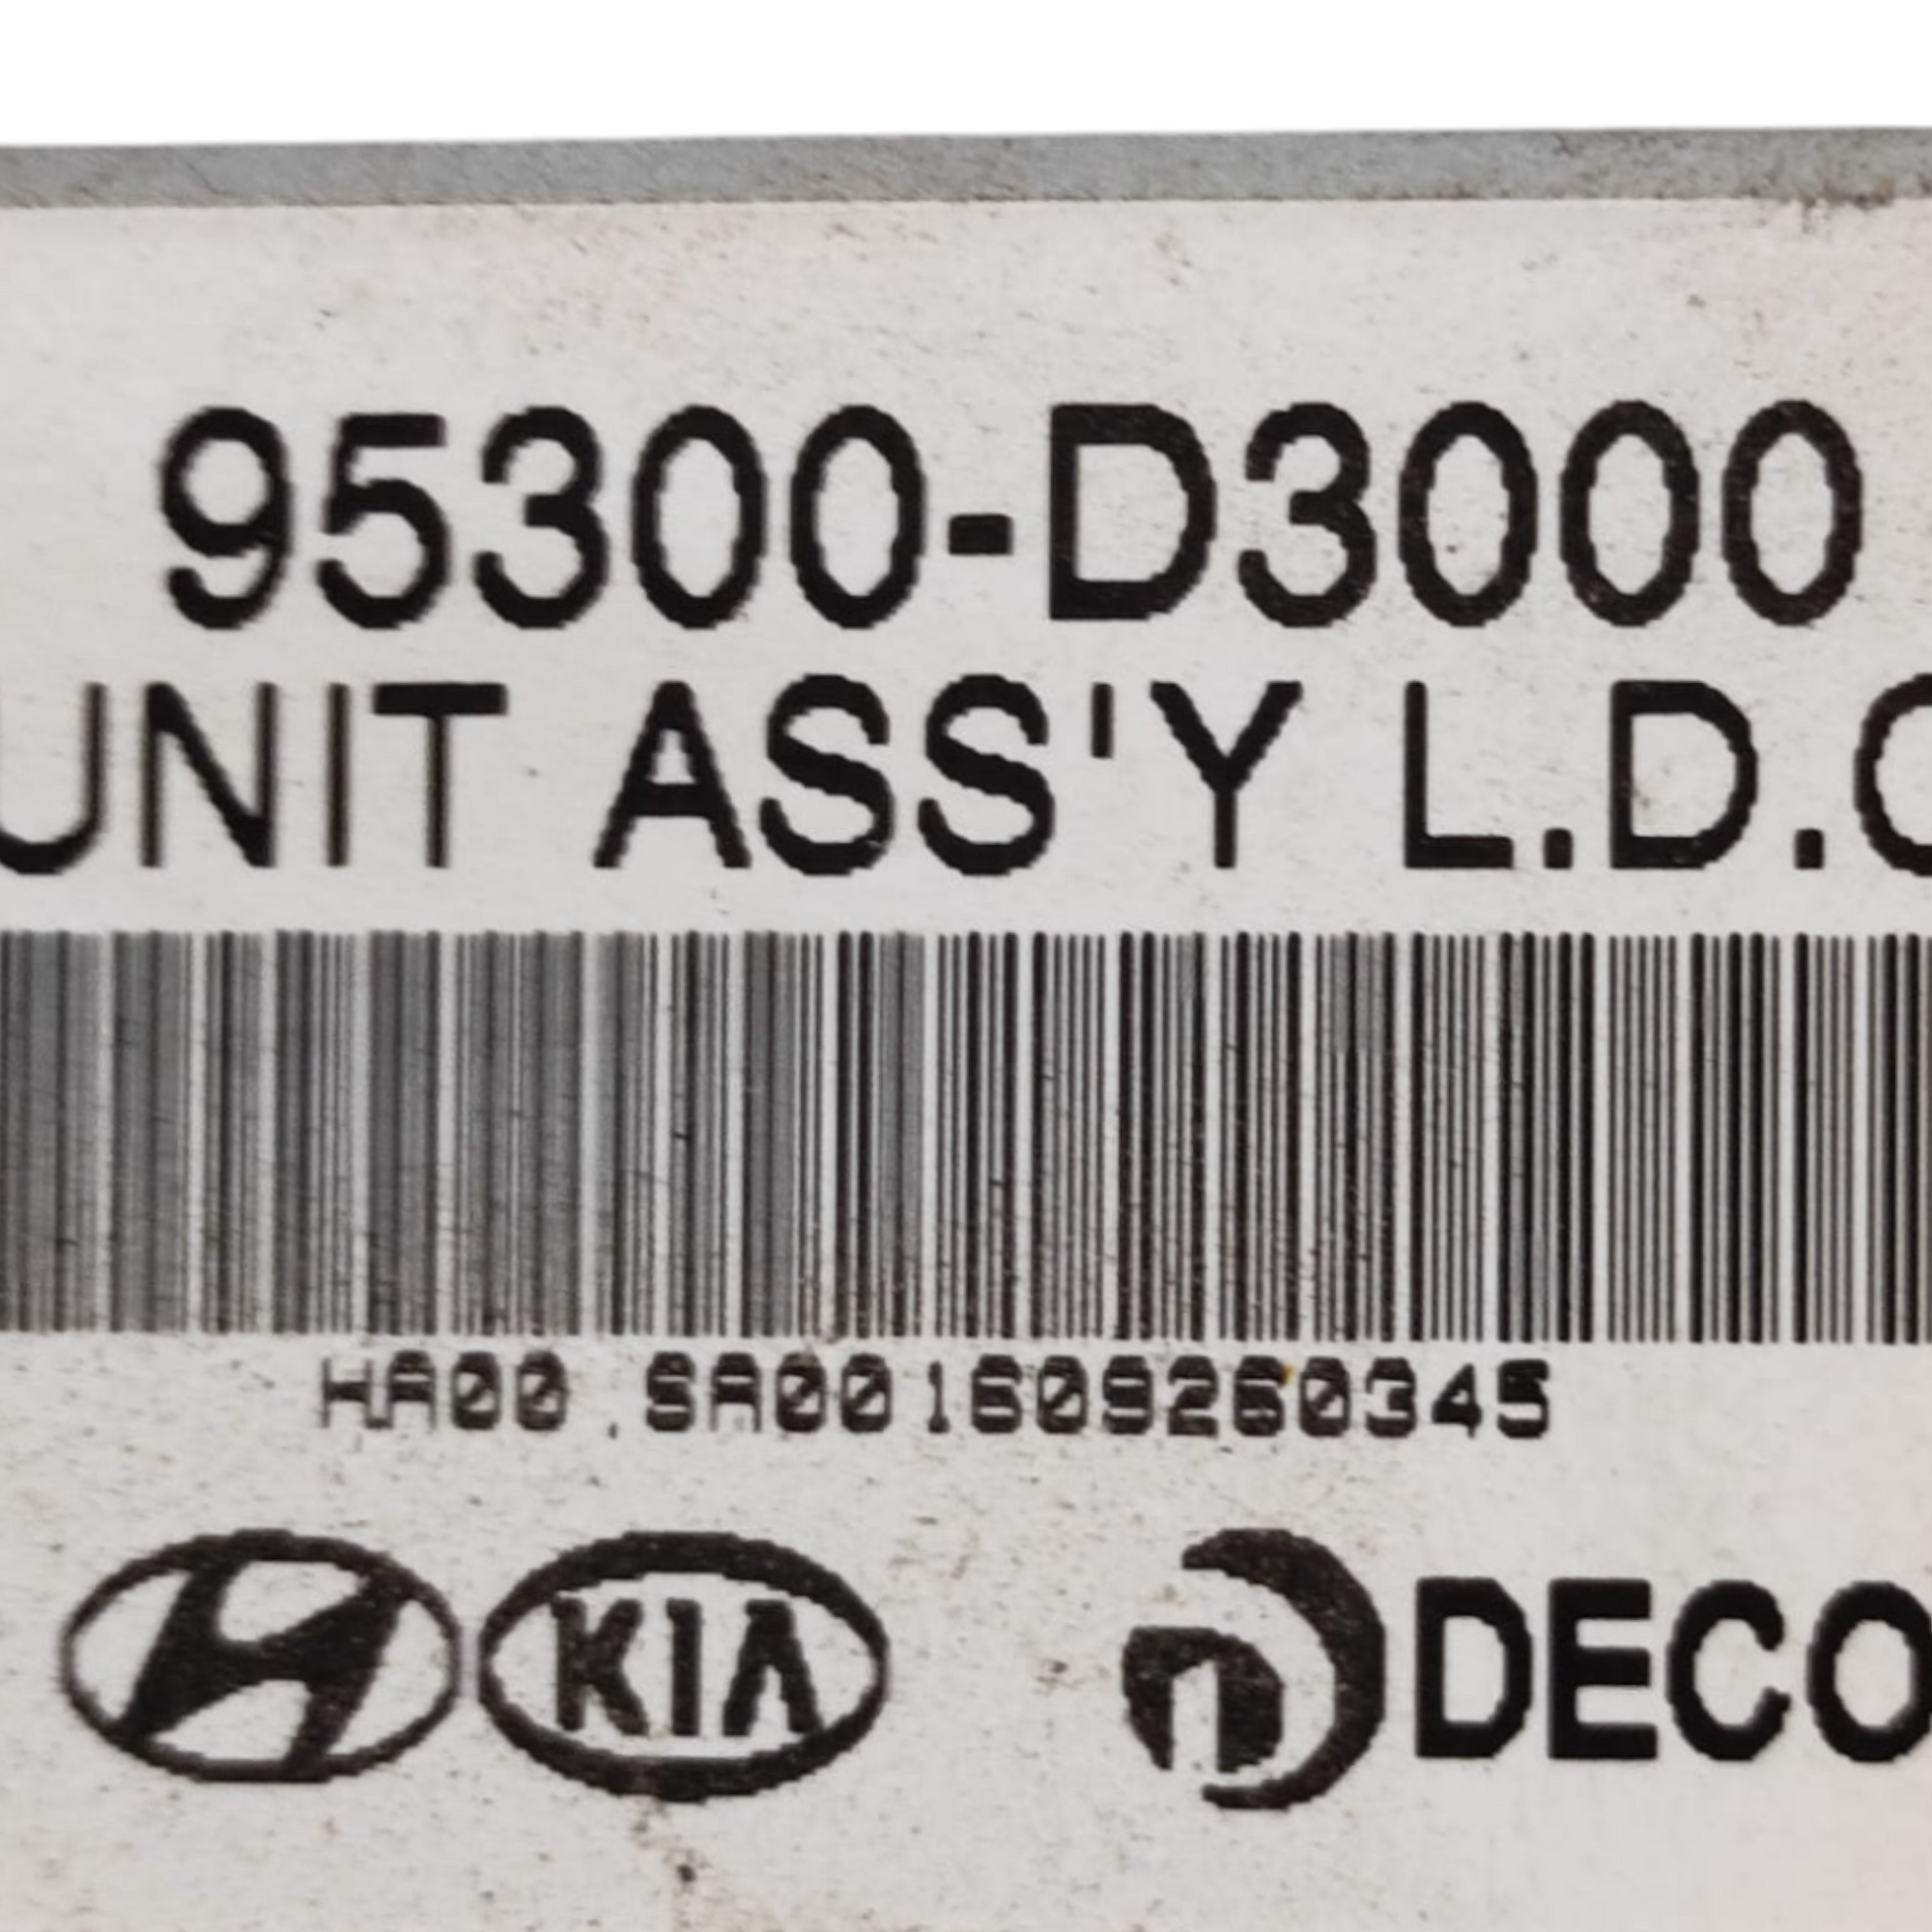 95300-D3000
UNIT ASS'Y L.D.C
HA00 .SA001609260345
KIA DECO